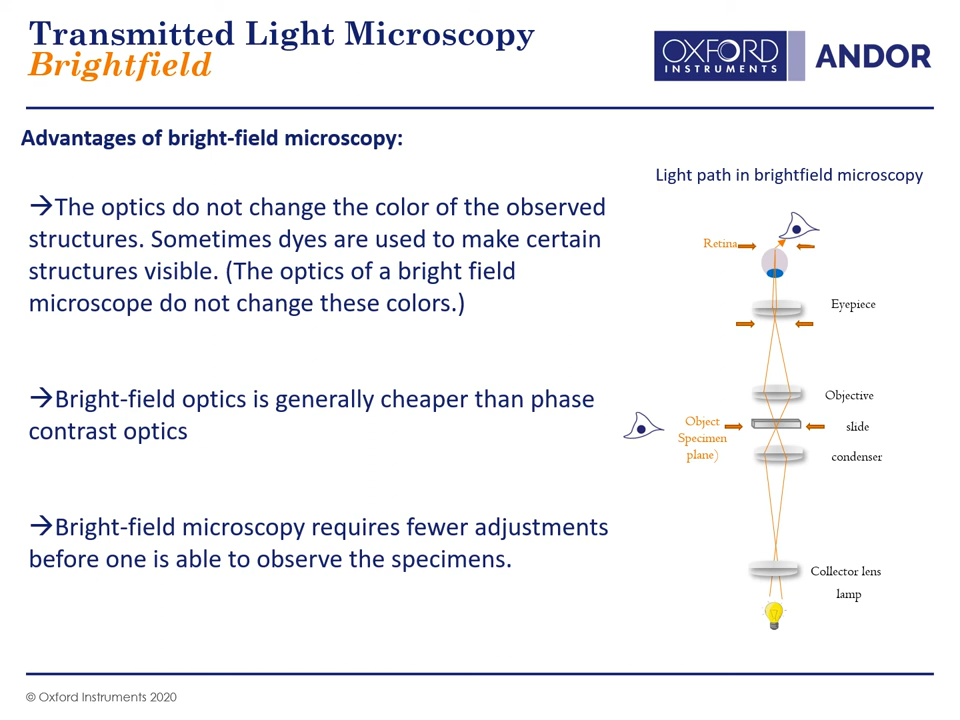 Transmitted Light Microscopy
Brightfield
OXFORD
INSTRUMENTS
ANDOR
Advantages of bright-field microscopy:
→The optics do not change the color of the observed
structures. Sometimes dyes are used to make certain
structures visible. (The optics of a bright field
microscope do not change these colors.)
→Bright-field optics is generally cheaper than phase
contrast optics
→Bright-field microscopy requires fewer adjustments
before one is able to observe the specimens.
Light path in brightfield microscopy
Retina
Eyepiece
Objective
Object
Specimen
plane)
slide
condenser
Collector lens
lamp
© Oxford Instruments 2020